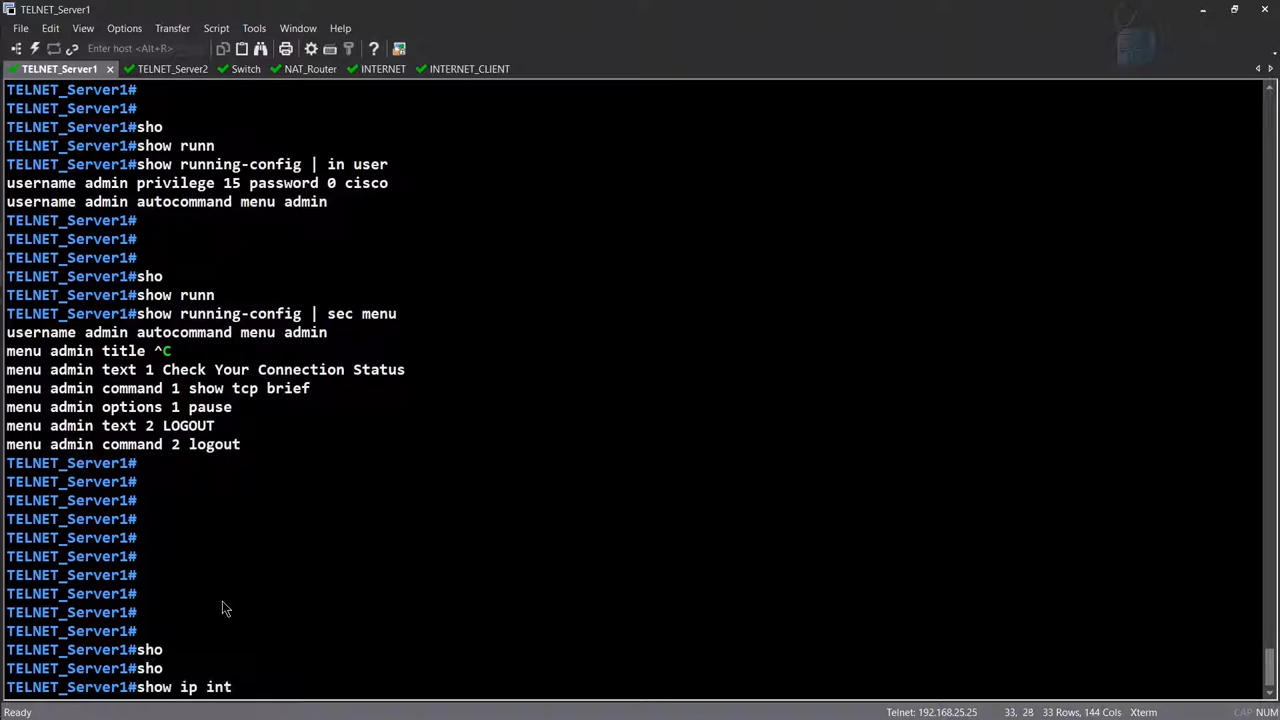 TELNET_Server1
File Edit View Options Transfer Script Tools Window Help
Enter host <Alt+R>
TELNET_Server1 TELNET_Server2 Switch NAT_Router INTERNET INTERNET_CLIENT
TELNET_Server1#
TELNET_Server1#
TELNET_Server1#sho
TELNET_Server1#show runn
TELNET_Server1#show running-config | in user
username admin privilege 15 password 0 cisco
username admin autocommand menu admin
TELNET_Server1#
TELNET_Server1#
TELNET_Server1#
TELNET_Server1#sho
TELNET_Server1#show runn
TELNET_Server1#show running-config | sec menu
username admin autocommand menu admin
menu admin title ^C
menu admin text 1 Check Your Connection Status
menu admin command 1 show tcp brief
menu admin options 1 pause
menu admin text 2 LOGOUT
menu admin command 2 logout
TELNET_Server1#
TELNET_Server1#
TELNET_Server1#
TELNET_Server1#
TELNET_Server1#
TELNET_Server1#
TELNET_Server1#
TELNET_Server1#
TELNET_Server1#
TELNET_Server1#
TELNET_Server1#sho
TELNET_Server1#sho
TELNET_Server1#show ip int
Ready Telnet: 192.168.25.25 33, 28 33 Rows, 144 Cols Xterm CAP NUM